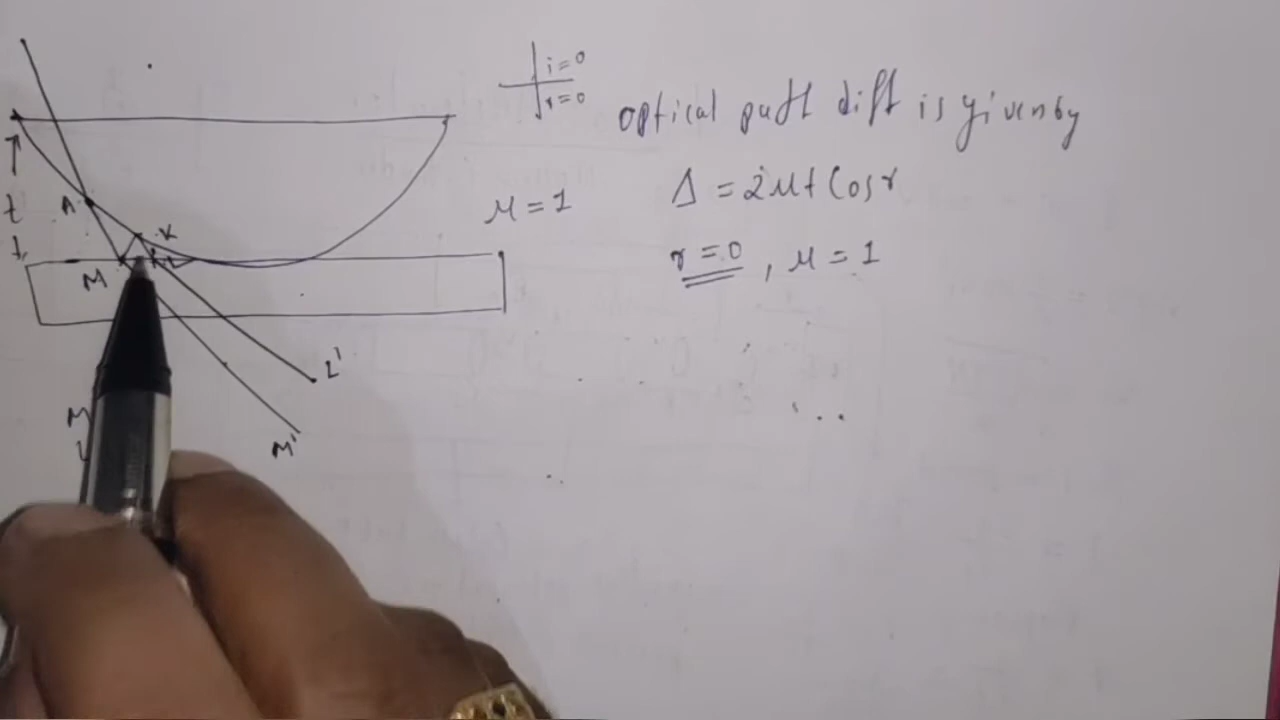 i=0
r=0
optical path diff is given by
Δ = 2μt Cos r
μ = 1
r = 0 , μ = 1
t
A
K
L
M
L'
M'
M
L